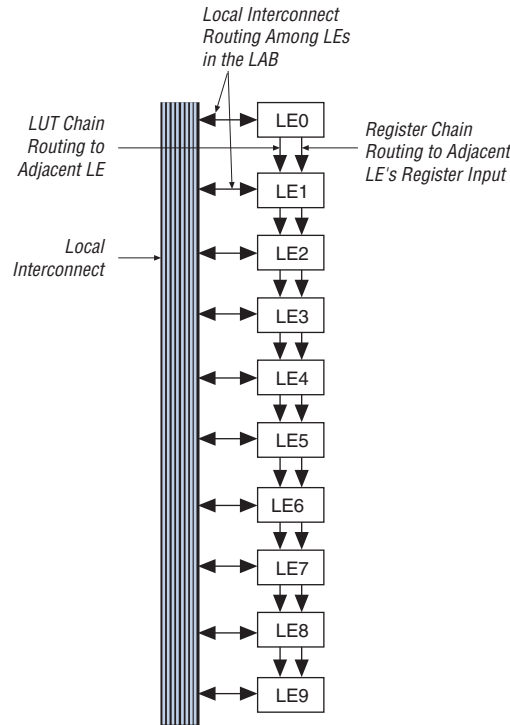 Local Interconnect
Routing Among LEs
in the LAB
LUT Chain
Routing to
Adjacent LE
Register Chain
Routing to Adjacent
LE's Register Input
Local
Interconnect
LE0
LE1
LE2
LE3
LE4
LE5
LE6
LE7
LE8
LE9